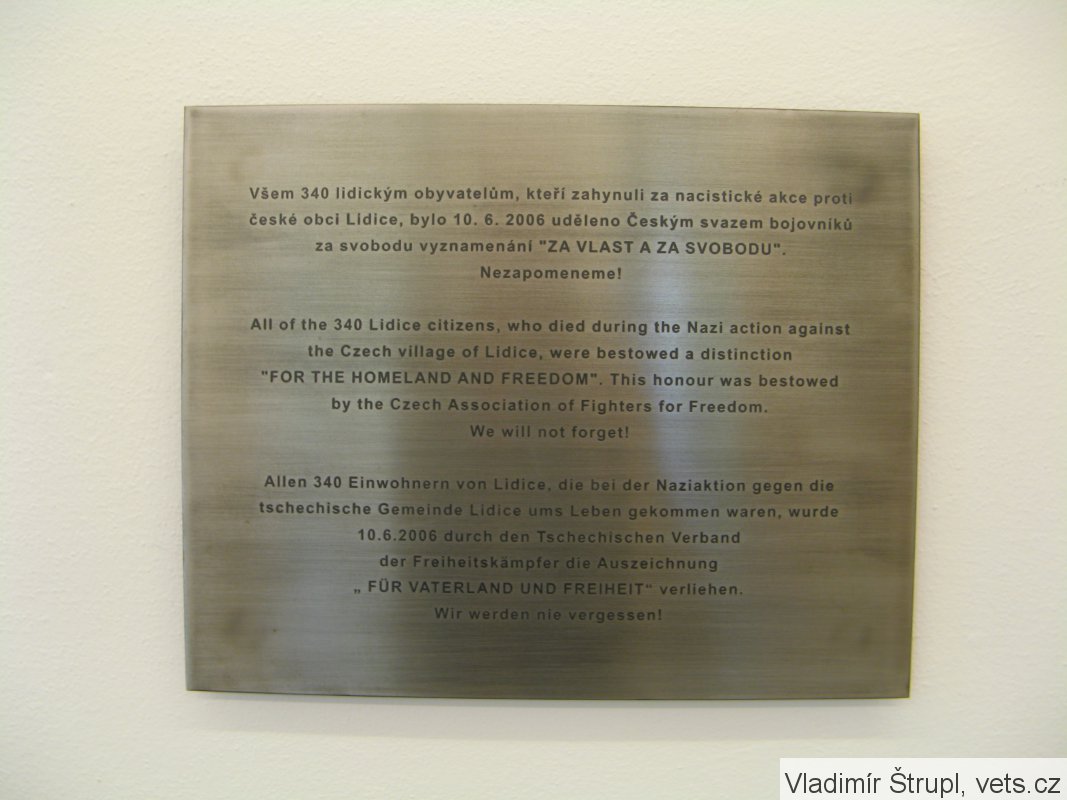 Všem 340 lidickým obyvatelům, kteří zahynuli za nacistické akce proti
české obci Lidice, bylo 10. 6. 2006 uděleno Českým svazem bojovníků
za svobodu vyznamenání "ZA VLAST A ZA SVOBODU".
Nezapomeneme!
All of the 340 Lidice citizens, who died during the Nazi action against
the Czech village of Lidice, were bestowed a distinction
"FOR THE HOMELAND AND FREEDOM". This honour was bestowed
by the Czech Association of Fighters for Freedom.
We will not forget!
Allen 340 Einwohnern von Lidice, die bei der Naziaktion gegen die
tschechische Gemeinde Lidice ums Leben gekommen waren, wurde
10.6.2006 durch den Tschechischen Verband
der Freiheitskämpfer die Auszeichnung
„ FÜR VATERLAND UND FREIHEIT“ verliehen.
Wir werden nie vergessen!
Vladimír Štrupl, vets.cz